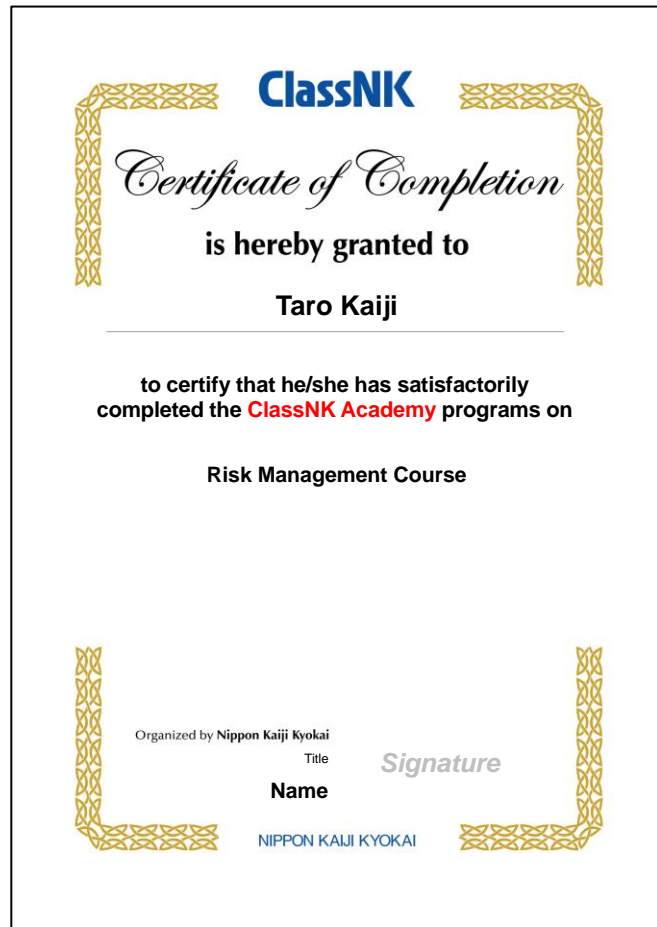 ClassNK
Certificate of Completion
is hereby granted to
Taro Kaiji
to certify that he/she has satisfactorily
completed the ClassNK Academy programs on
Risk Management Course
Organized by Nippon Kaiji Kyokai
Title
Signature
Name
NIPPON KAIJI KYOKAI